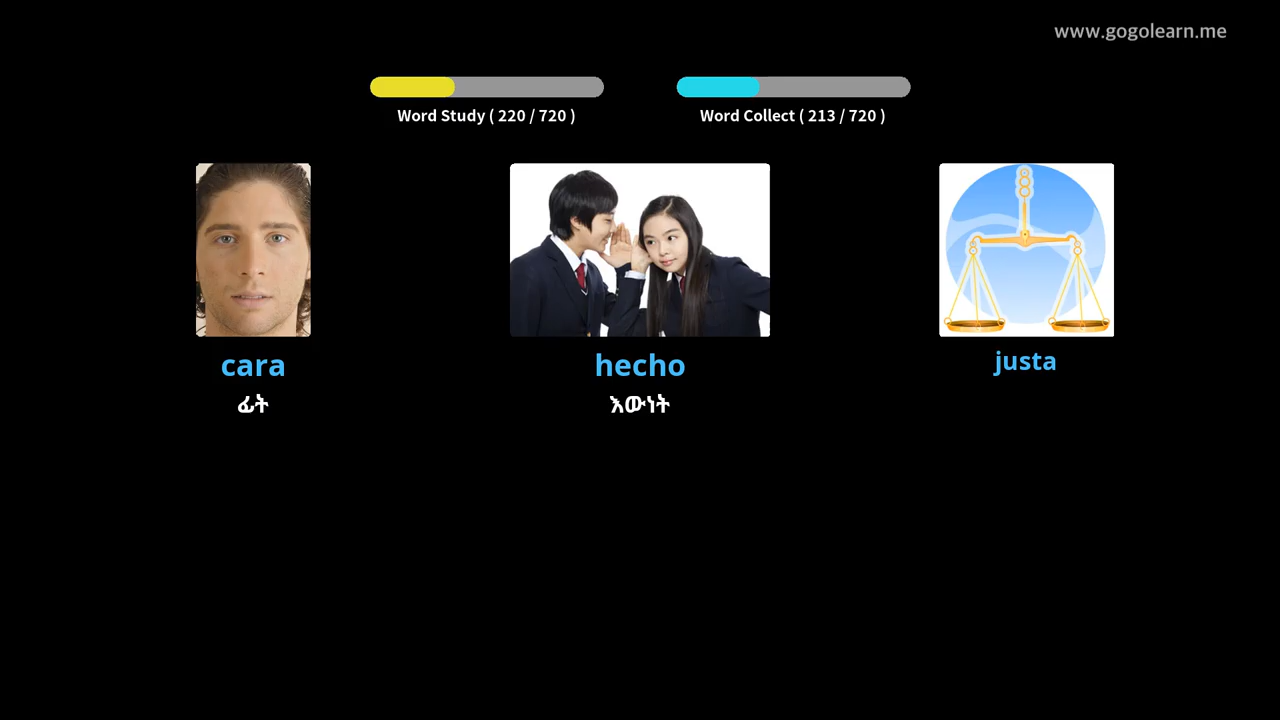 www.gogolearn.me
Word Study ( 220 / 720 )
Word Collect ( 213 / 720 )
cara
hecho
justa
ፊት
እውነት